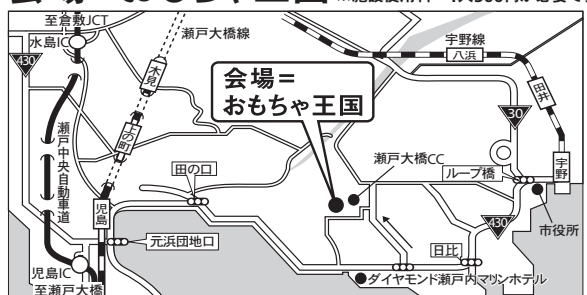 至倉敷JCT
水島IC
430
瀬戸大橋線
木見
上の町
児島
瀬戸中央自動車道
児島IC
至瀬戸大橋
元浜団地口
田の口
会場=
おもちゃ王国
瀬戸大橋CC
宇野線
八浜
田井
30
宇野
ループ橋
市役所
430
日比
ダイヤモンド瀬戸内マリンホテル